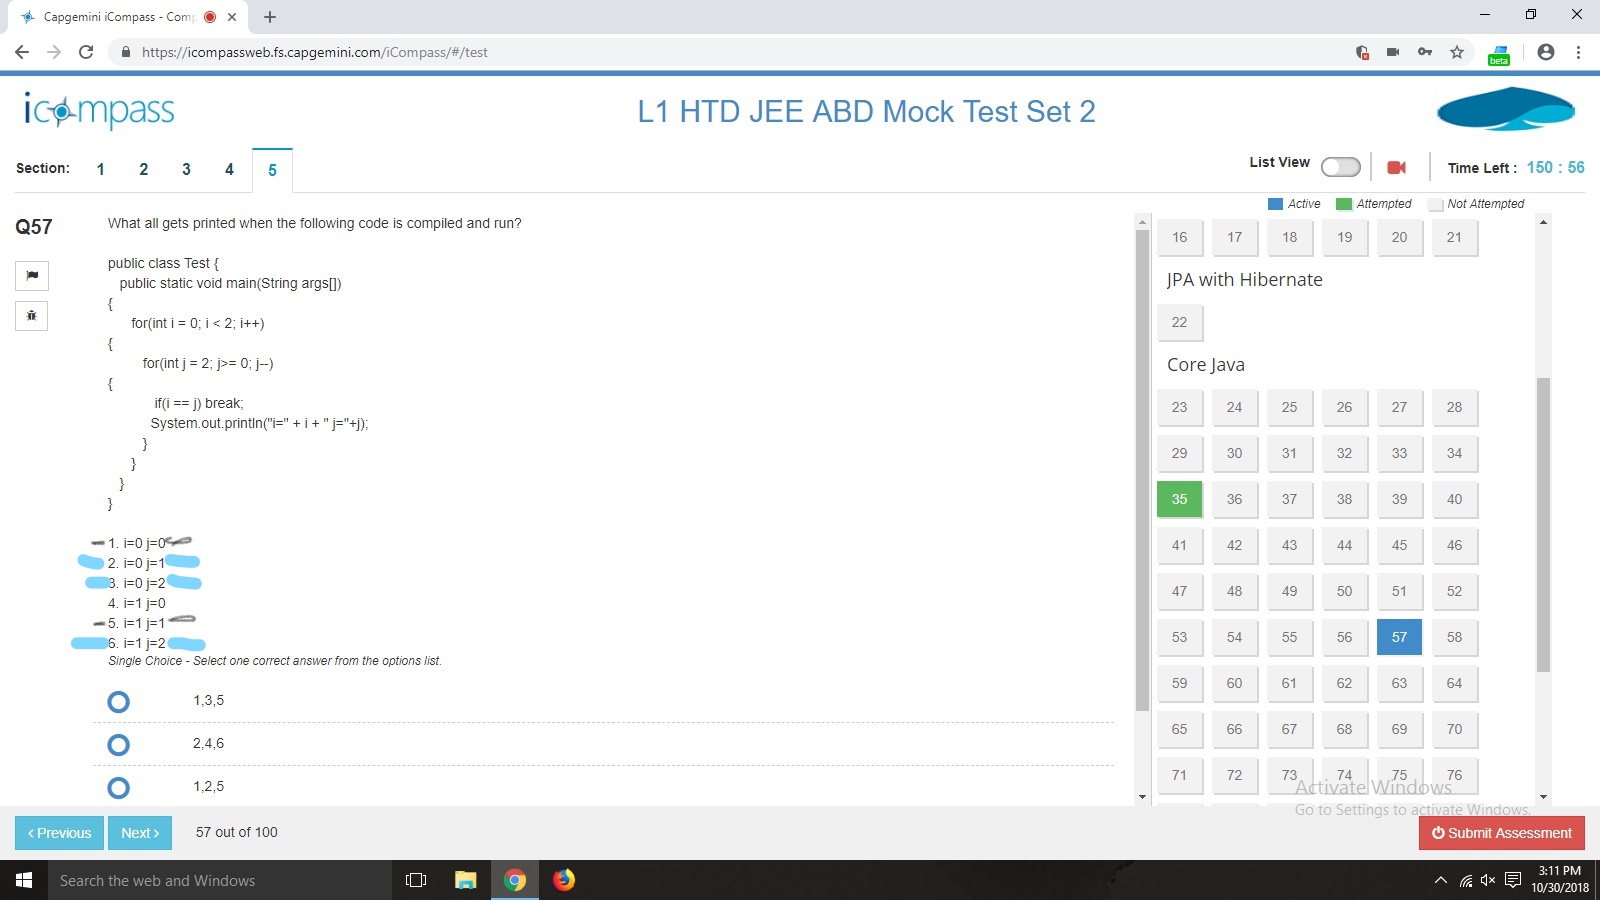 Capgemini iCompass - Comp
https://icompassweb.fs.capgemini.com/iCompass/#/test
beta
icompass
L1 HTD JEE ABD Mock Test Set 2
Section: 1 2 3 4 5
List View
Time Left : 150 : 56
Active Attempted Not Attempted
Q57
What all gets printed when the following code is compiled and run?
public class Test {
public static void main(String args[])
{
for(int i = 0; i < 2; i++)
{
for(int j = 2; j>= 0; j--)
{
if(i == j) break;
System.out.println("i=" + i + " j="+j);
}
}
}
}
1. i=0 j=0
2. i=0 j=1
3. i=0 j=2
4. i=1 j=0
5. i=1 j=1
6. i=1 j=2
Single Choice - Select one correct answer from the options list.
1,3,5
2,4,6
1,2,5
16 17 18 19 20 21
JPA with Hibernate
22
Core Java
23 24 25 26 27 28
29 30 31 32 33 34
35 36 37 38 39 40
41 42 43 44 45 46
47 48 49 50 51 52
53 54 55 56 57 58
59 60 61 62 63 64
65 66 67 68 69 70
71 72 73 74 75 76
Activate Windows
Go to Settings to activate Windows.
< Previous
Next >
57 out of 100
Submit Assessment
Search the web and Windows
3:11 PM
10/30/2018